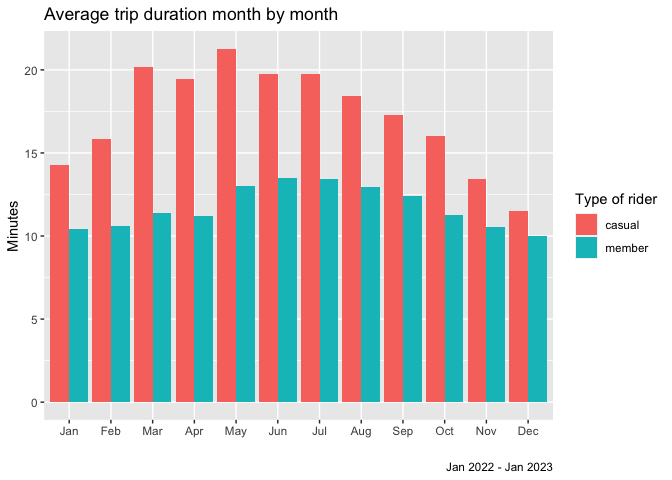 Average trip duration month by month
Minutes
20
15
10
5
0
Jan Feb Mar Apr May Jun Jul Aug Sep Oct Nov Dec
Type of rider
casual
member
Jan 2022 - Jan 2023